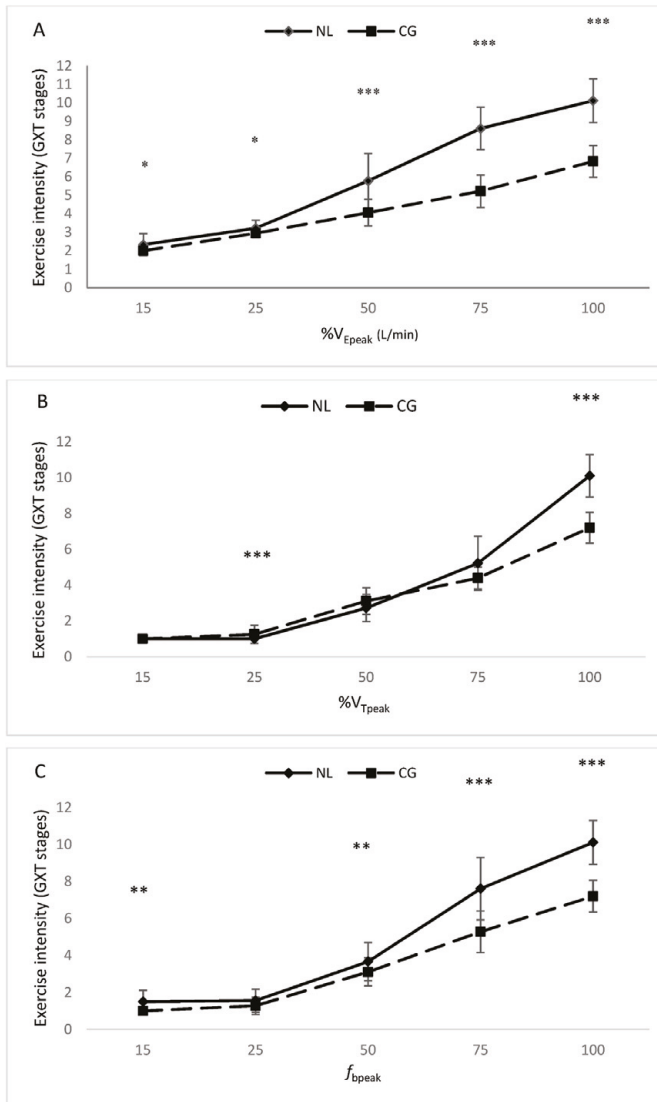 A
NL CG
* * *** *** ***
Exercise intensity (GXT stages)
12
11
10
9
8
7
6
5
4
3
2
1
0
15 25 50 75 100
%VEpeak (L/min)
B
NL CG
*** ***
Exercise intensity (GXT stages)
12
10
8
6
4
2
0
15 25 50 75 100
%VTpeak
C
NL CG
** ** *** ***
Exercise intensity (GXT stages)
12
10
8
6
4
2
0
15 25 50 75 100
fbpeak